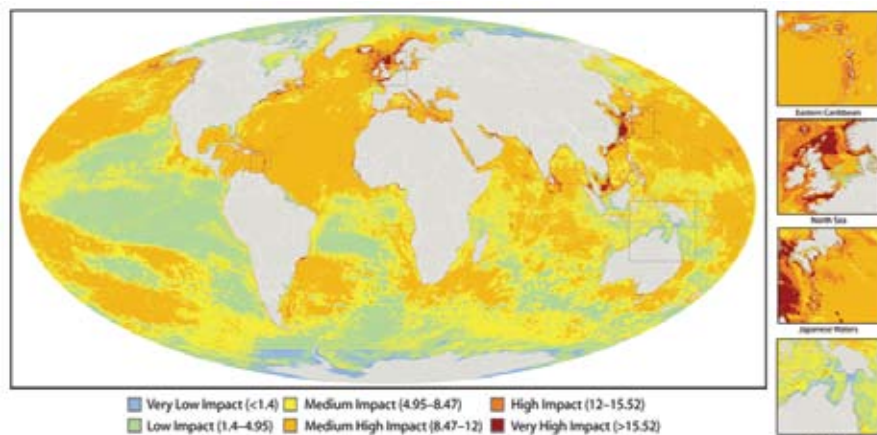 Eastern Caribbean
North Sea
Japanese Waters
Very Low Impact (<1.4)
Medium Impact (4.95–8.47)
High Impact (12–15.52)
Low Impact (1.4–4.95)
Medium High Impact (8.47–12)
Very High Impact (>15.52)